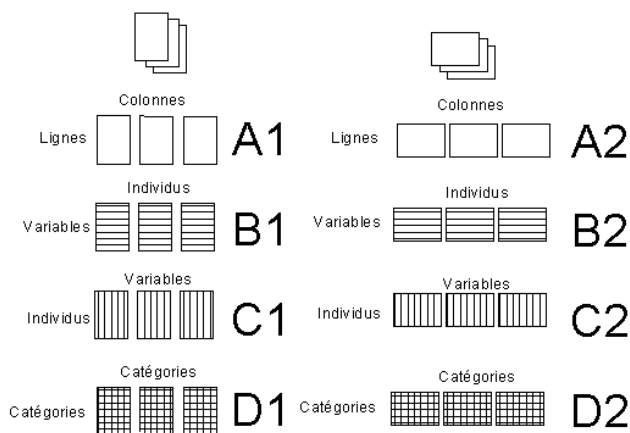 Colonnes
Lignes
A1
Individus
Variables
B1
Variables
Individus
C1
Catégories
Catégories
D1
Colonnes
Lignes
A2
Individus
Variables
B2
Variables
Individus
C2
Catégories
Catégories
D2